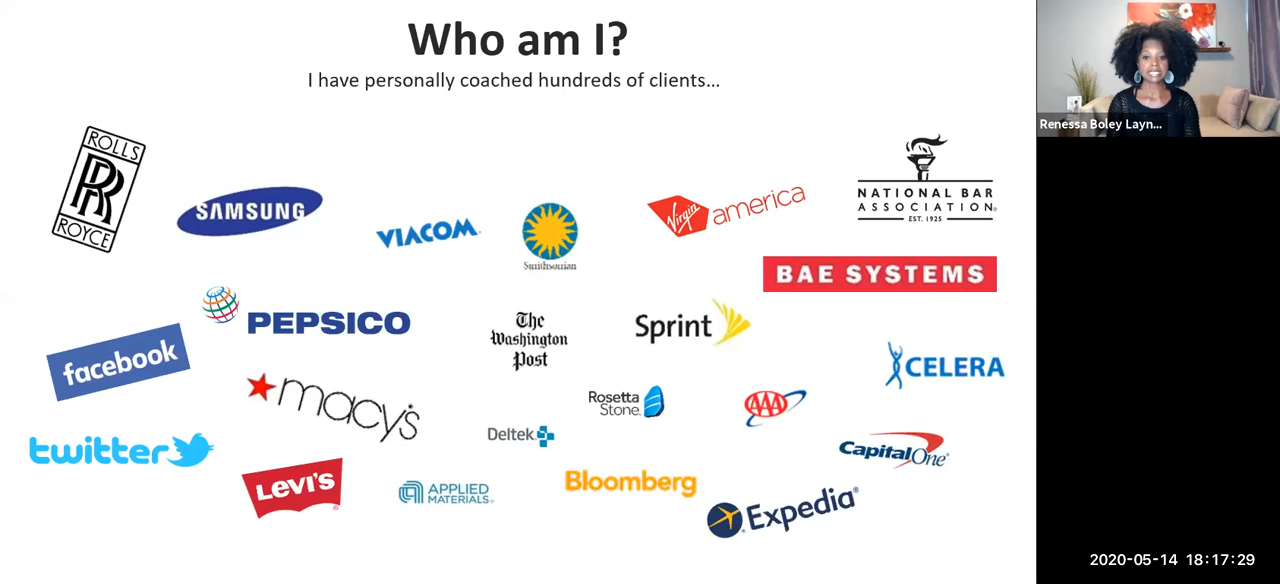 Who am I?
I have personally coached hundreds of clients...
Renessa Boley Layn...
ROLLS
RR
ROYCE
SAMSUNG
VIACOM
Smithsonian
Virgin america
NATIONAL BAR
ASSOCIATION®
EST. 1925
BAE SYSTEMS
PEPSICO
The
Washington
Post
Sprint
facebook
CELERA
macy's
Rosetta
Stone
AAA
Deltek
twitter
CapitalOne®
LEVI'S
APPLIED
MATERIALS®
Bloomberg
Expedia®
2020-05-14 18:17:29